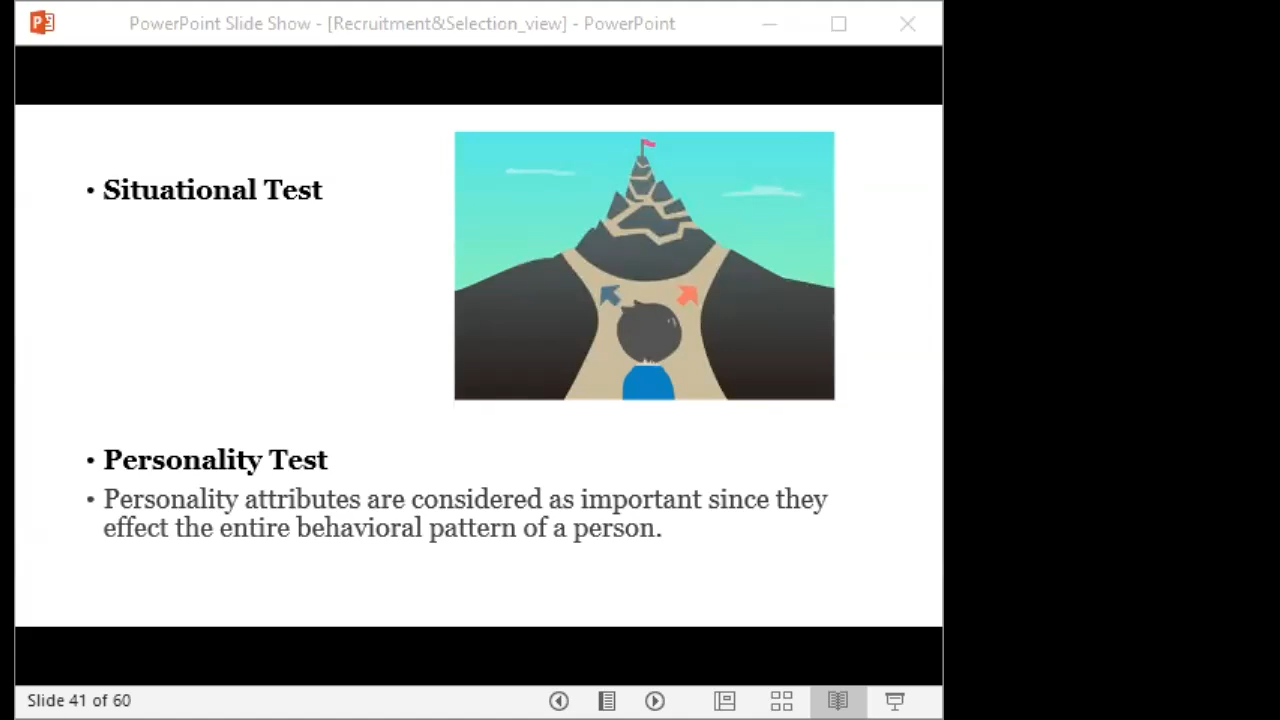 PowerPoint Slide Show - [Recruitment&Selection_view] - PowerPoint
• Situational Test
• Personality Test
• Personality attributes are considered as important since they
effect the entire behavioral pattern of a person.
Slide 41 of 60